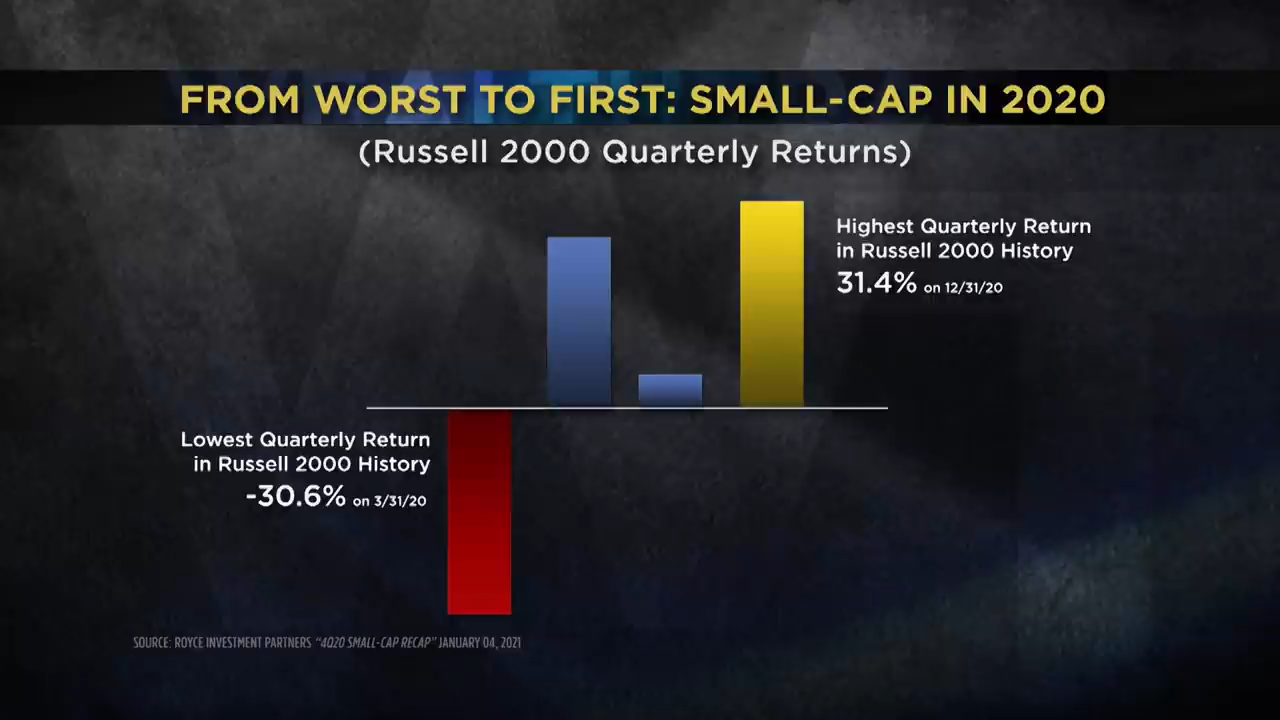 FROM WORST TO FIRST: SMALL-CAP IN 2020
(Russell 2000 Quarterly Returns)
Highest Quarterly Return
in Russell 2000 History
31.4% on 12/31/20
Lowest Quarterly Return
in Russell 2000 History
-30.6% on 3/31/20
SOURCE: ROYCE INVESTMENT PARTNERS "4Q20 SMALL-CAP RECAP" JANUARY 04, 2021